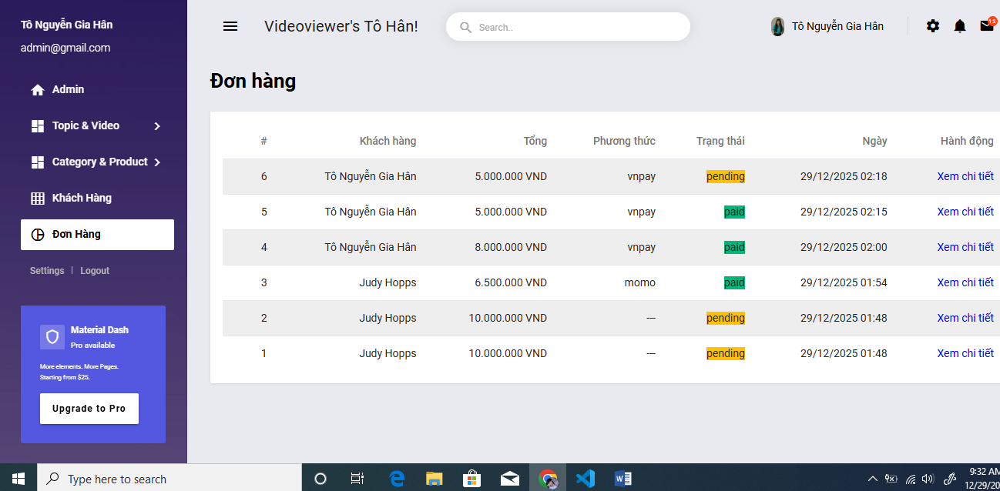 Tô Nguyễn Gia Hân
admin@gmail.com
Admin
Topic & Video
Category & Product
Khách Hàng
Đơn Hàng
Settings | Logout
Material Dash
Pro available
More elements. More Pages.
Starting from $25.
Upgrade to Pro
Videoviewer's Tô Hân!
Search..
Tô Nguyễn Gia Hân
12
Đơn hàng
# Khách hàng Tổng Phương thức Trạng thái Ngày Hành động
6 Tô Nguyễn Gia Hân 5.000.000 VND vnpay pending 29/12/2025 02:18 Xem chi tiết
5 Tô Nguyễn Gia Hân 5.000.000 VND vnpay paid 29/12/2025 02:15 Xem chi tiết
4 Tô Nguyễn Gia Hân 8.000.000 VND vnpay paid 29/12/2025 02:00 Xem chi tiết
3 Judy Hopps 6.500.000 VND momo paid 29/12/2025 01:54 Xem chi tiết
2 Judy Hopps 10.000.000 VND --- pending 29/12/2025 01:48 Xem chi tiết
1 Judy Hopps 10.000.000 VND --- pending 29/12/2025 01:48 Xem chi tiết
Type here to search
9:32 AM
12/29/20